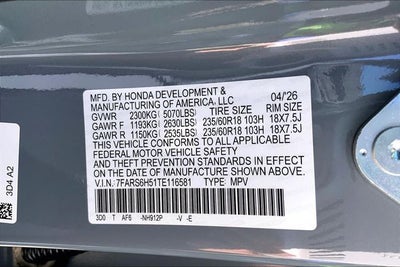 MFD. BY HONDA DEVELOPMENT &
MANUFACTURING OF AMERICA, LLC 04/'26
GVWR 2300KG ( 5070LBS) TIRE SIZE RIM SIZE
GAWR F 1193KG ( 2630LBS) 235/60R18 103H 18X7.5J
GAWR R 1150KG ( 2535LBS) 235/60R18 103H 18X7.5J
THIS VEHICLE CONFORMS TO ALL APPLICABLE
FEDERAL MOTOR VEHICLE SAFETY
AND THEFT PREVENTION STANDARDS IN EFFECT ON
THE DATE OF MANUFACTURE SHOWN ABOVE.
V.I.N. 7FARS6H51TE116581 TYPE: MPV
3D0 T AF6 -NH912P -V -E
3D4 A2